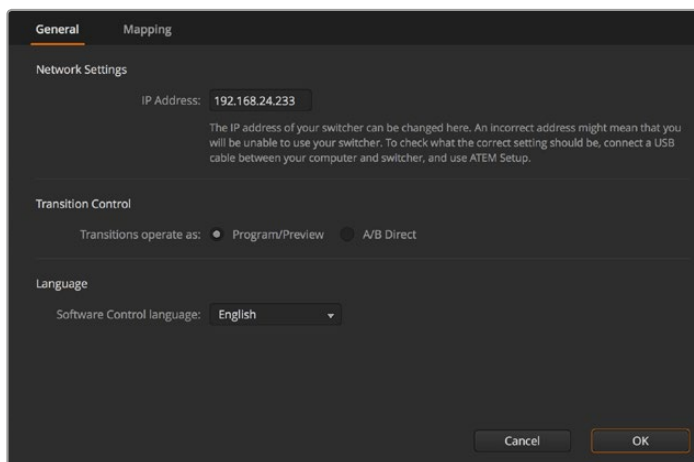 General Mapping
Network Settings
IP Address: 192.168.24.233
The IP address of your switcher can be changed here. An incorrect address might mean that you
will be unable to use your switcher. To check what the correct setting should be, connect a USB
cable between your computer and switcher, and use ATEM Setup.
Transition Control
Transitions operate as: Program/Preview A/B Direct
Language
Software Control language: English
Cancel OK